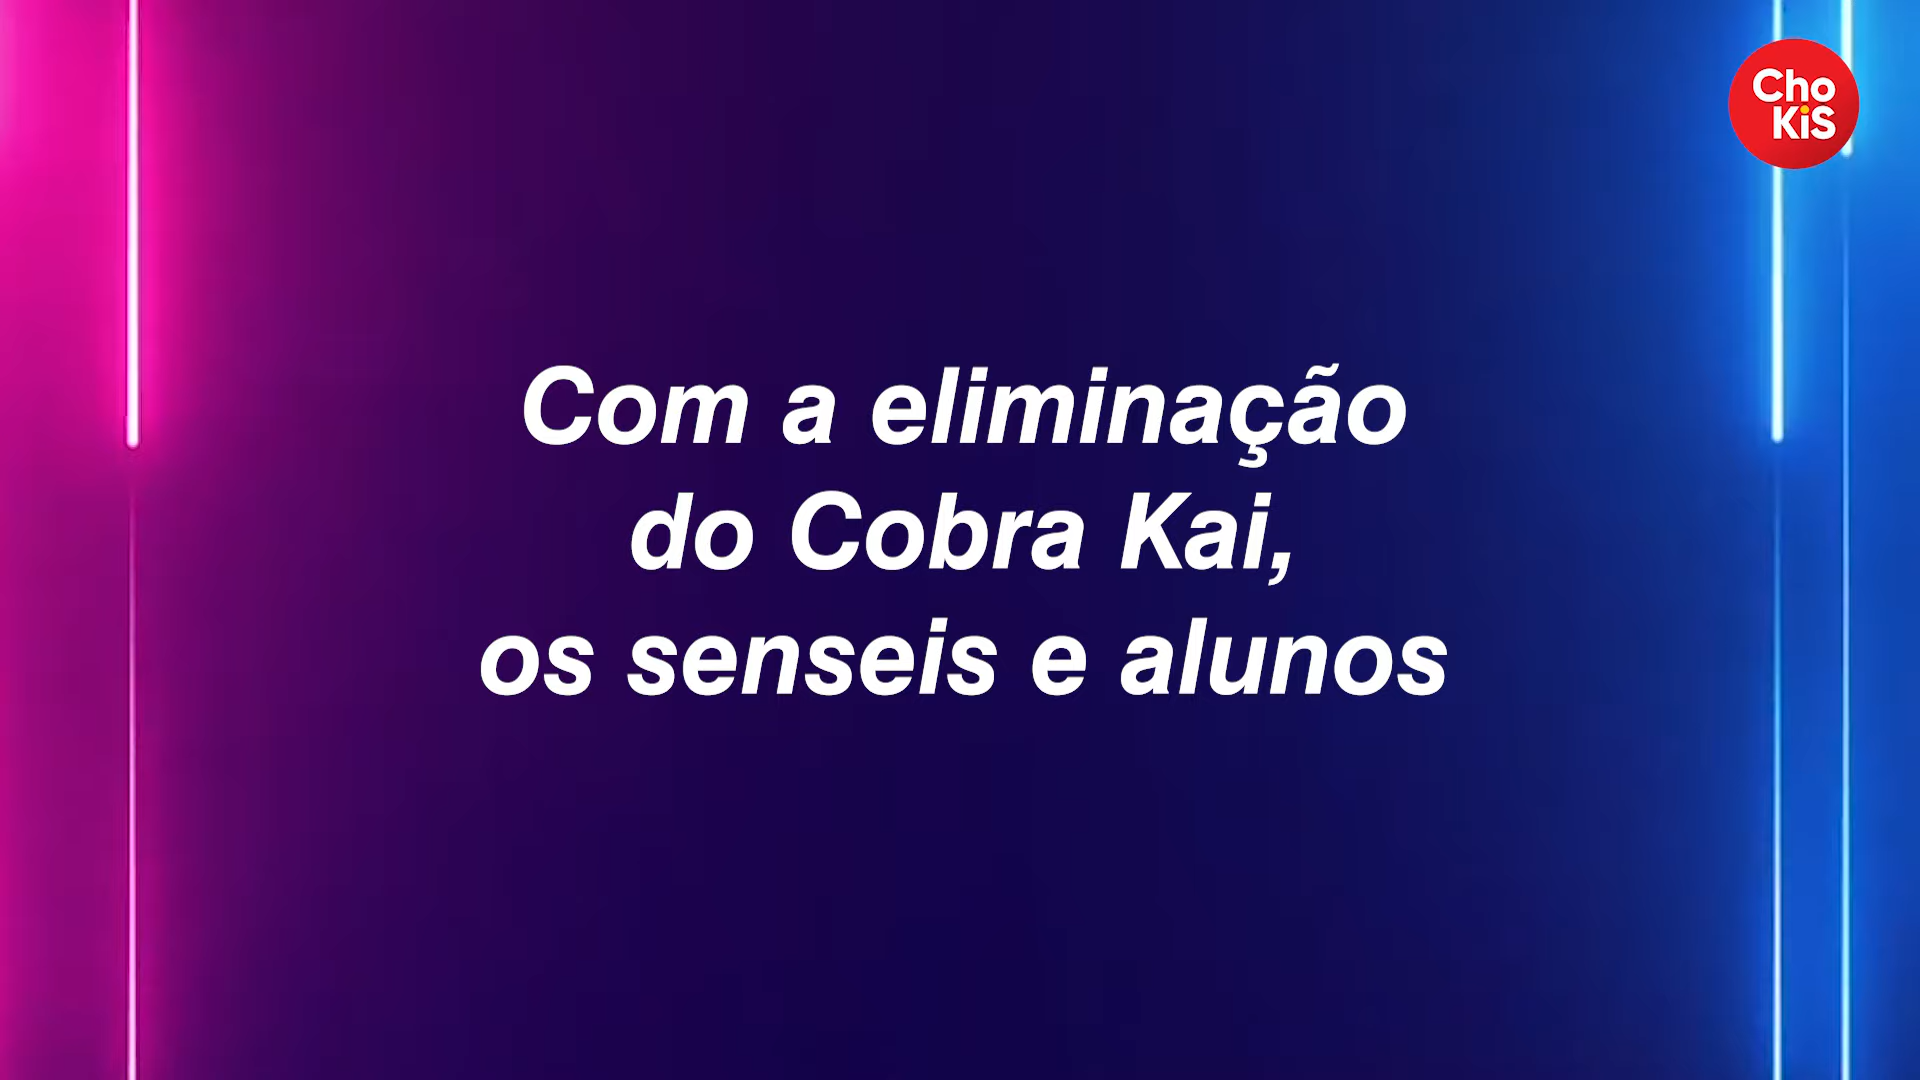 Cho
KiS
Com a eliminação
do Cobra Kai,
os senseis e alunos